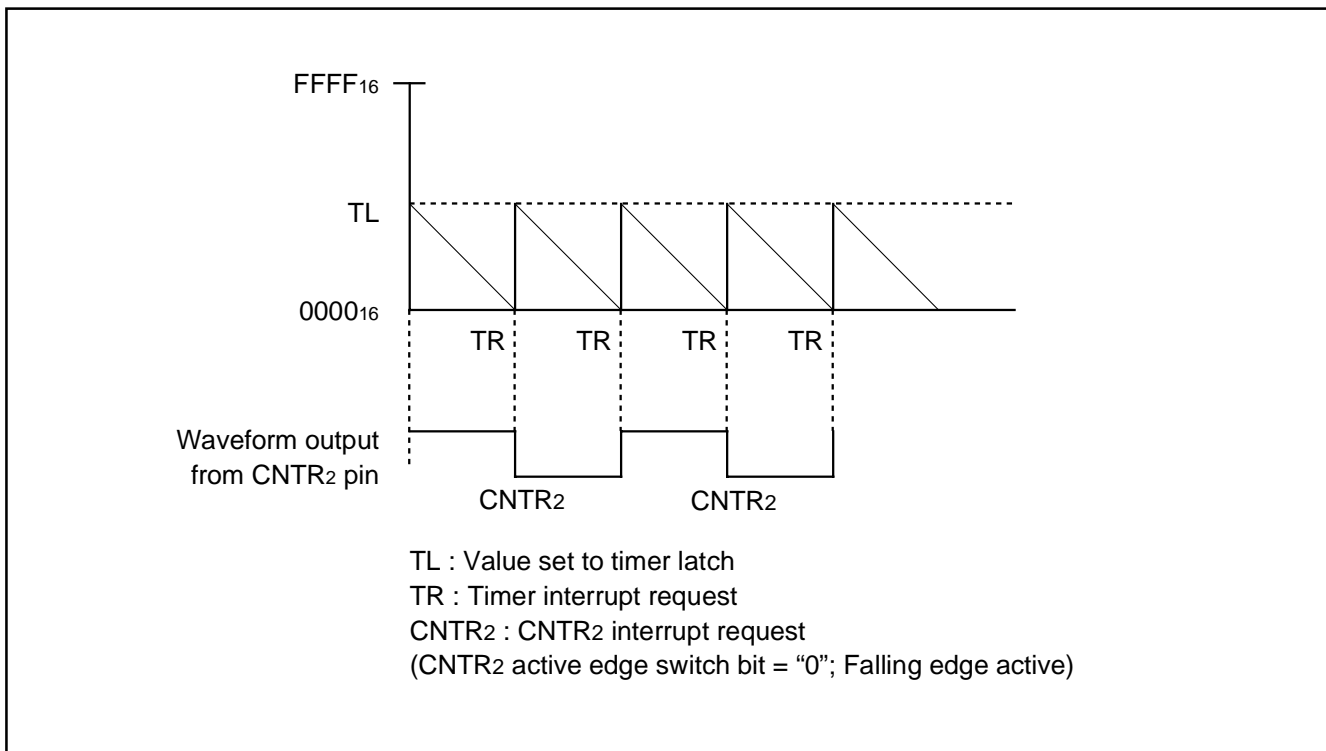 FFFF16
TL
000016
TR TR TR TR
Waveform output
from CNTR2 pin
CNTR2 CNTR2
TL : Value set to timer latch
TR : Timer interrupt request
CNTR2 : CNTR2 interrupt request
(CNTR2 active edge switch bit = “0”; Falling edge active)